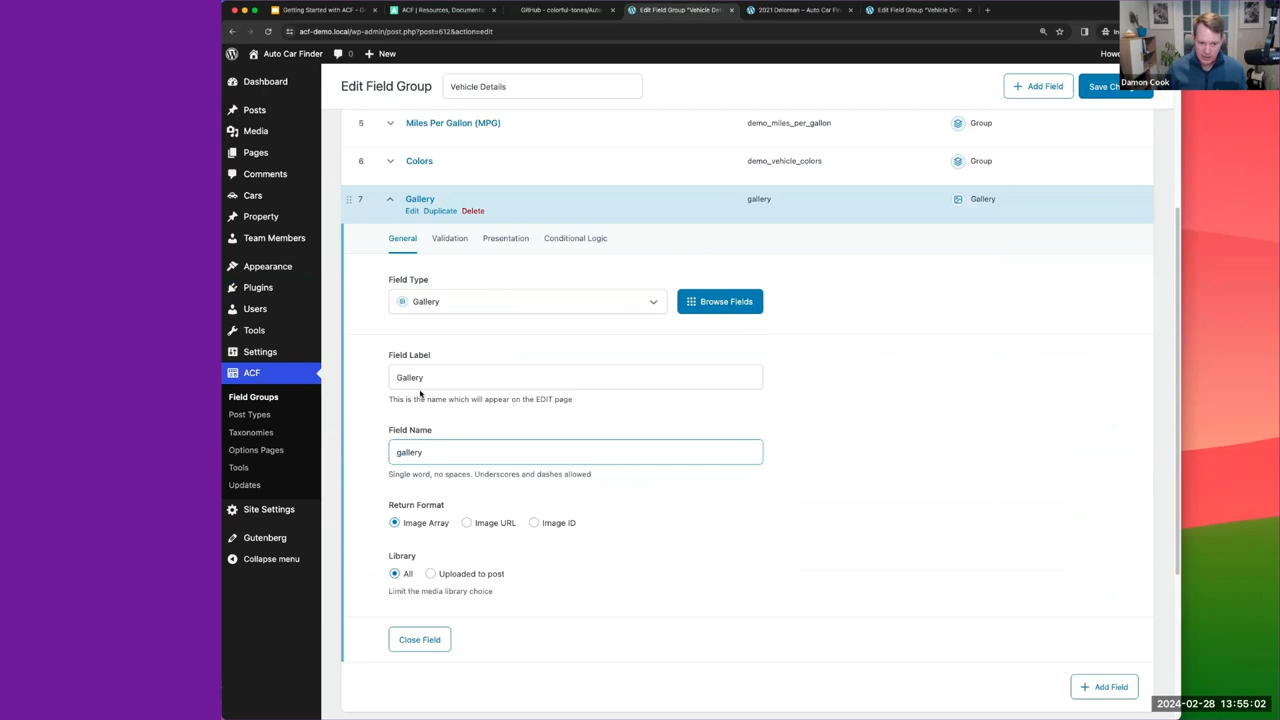 Getting Started with ACF - G
ACF | Resources, Document
GitHub - colorful-tones/Auto
Edit Field Group "Vehicle Det
2021 Delorean – Auto Car Fin
Edit Field Group "Vehicle De
acf-demo.local/wp-admin/post.php?post=612&action=edit
Auto Car Finder
0
New
Howd
Damon Cook
Dashboard
Posts
Media
Pages
Comments
Cars
Property
Team Members
Appearance
Plugins
Users
Tools
Settings
ACF
Field Groups
Post Types
Taxonomies
Options Pages
Tools
Updates
Site Settings
Gutenberg
Collapse menu
Edit Field Group
Vehicle Details
Add Field
Save Ch
5 Miles Per Gallon (MPG) demo_miles_per_gallon Group
6 Colors demo_vehicle_colors Group
7 Gallery gallery Gallery
Edit Duplicate Delete
General Validation Presentation Conditional Logic
Field Type
Gallery
Browse Fields
Field Label
Gallery
This is the name which will appear on the EDIT page
Field Name
gallery
Single word, no spaces. Underscores and dashes allowed
Return Format
Image Array Image URL Image ID
Library
All Uploaded to post
Limit the media library choice
Close Field
Add Field
2024-02-28 13:55:02